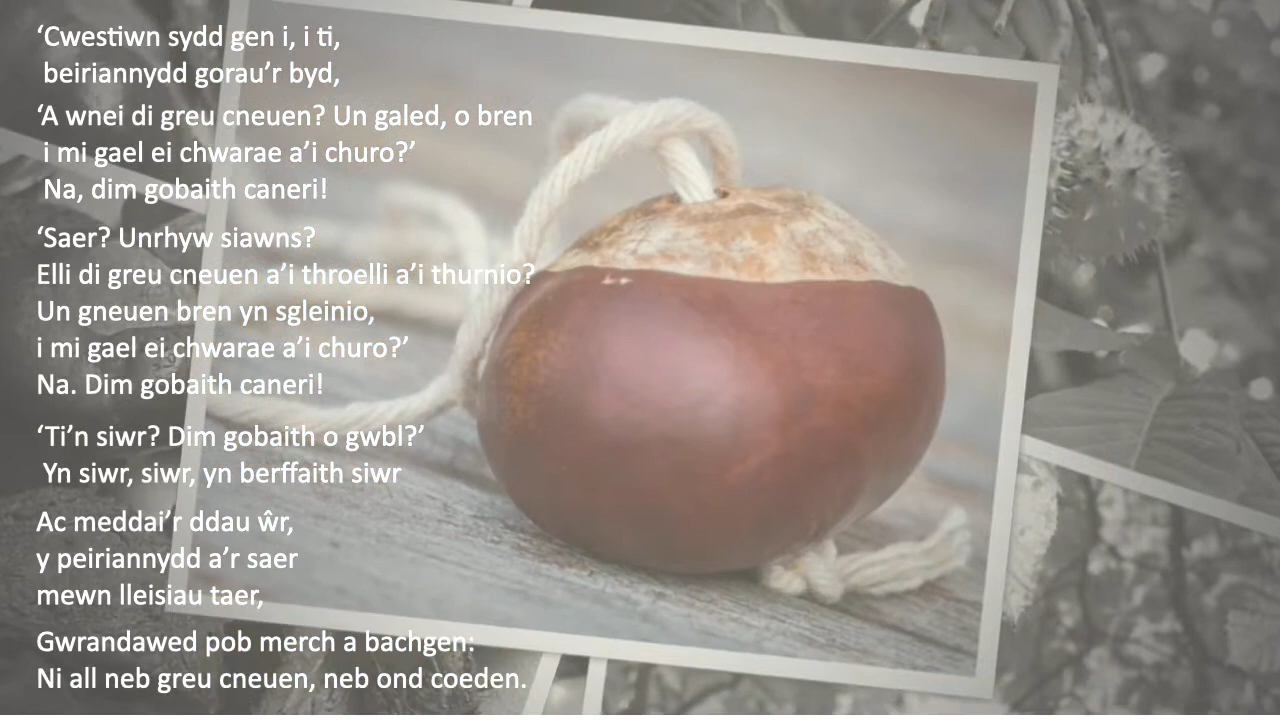 ‘Cwestiwn sydd gen i, i ti,
beiriannydd gorau’r byd,
‘A wnei di greu cneuen? Un galed, o bren
i mi gael ei chwarae a’i churo?’
Na, dim gobaith caneri!
‘Saer? Unrhyw siawns?
Elli di greu cneuen a’i throelli a’i thurnio?
Un gneuen bren yn sgleinio,
i mi gael ei chwarae a’i churo?’
Na. Dim gobaith caneri!
‘Ti’n siwr? Dim gobaith o gwbl?’
Yn siwr, siwr, yn berffaith siwr
Ac meddai’r ddau ŵr,
y peiriannydd a’r saer
mewn lleisiau taer,
Gwrandawed pob merch a bachgen:
Ni all neb greu cneuen, neb ond coeden.